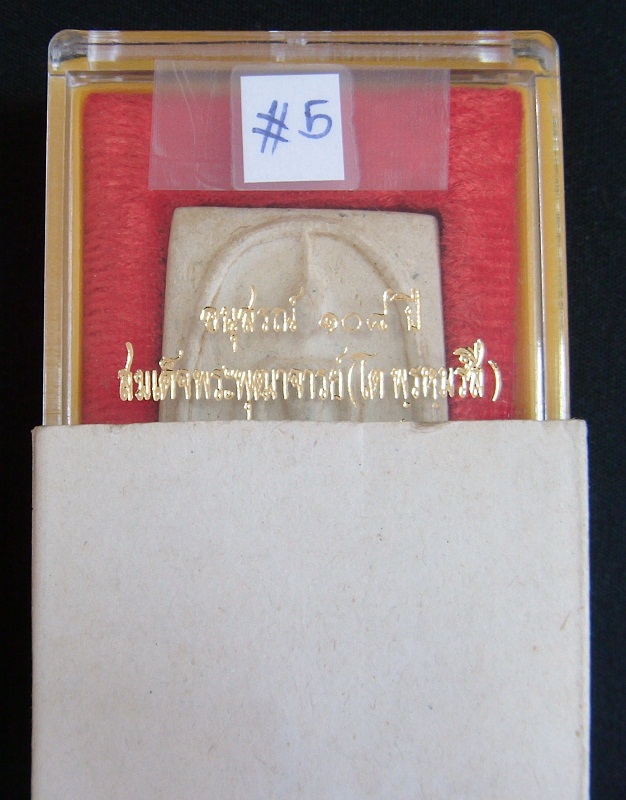 #5
อนุสรณ์ ๑๐๘ ปี
สมเด็จพระพุฒาจารย์(โต พฺรหฺมรังสี)